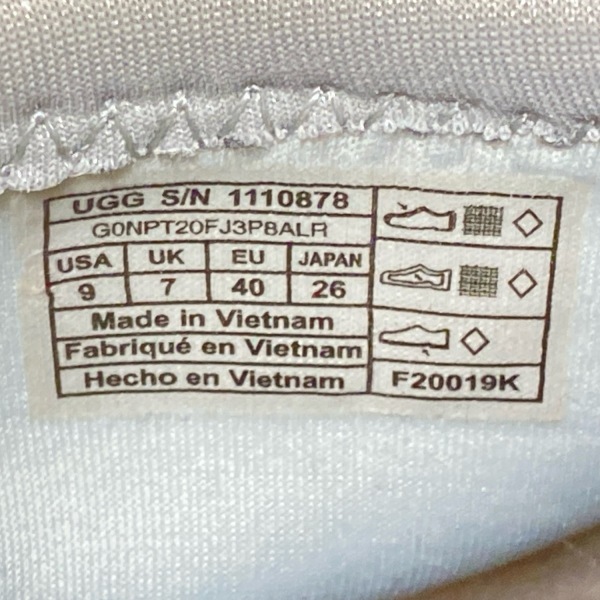 UGG S/N 1110878
G0NPT20FJ3P8ALR
USA UK EU JAPAN
9 7 40 26
Made in Vietnam
Fabriqué en Vietnam
Hecho en Vietnam
F20019K